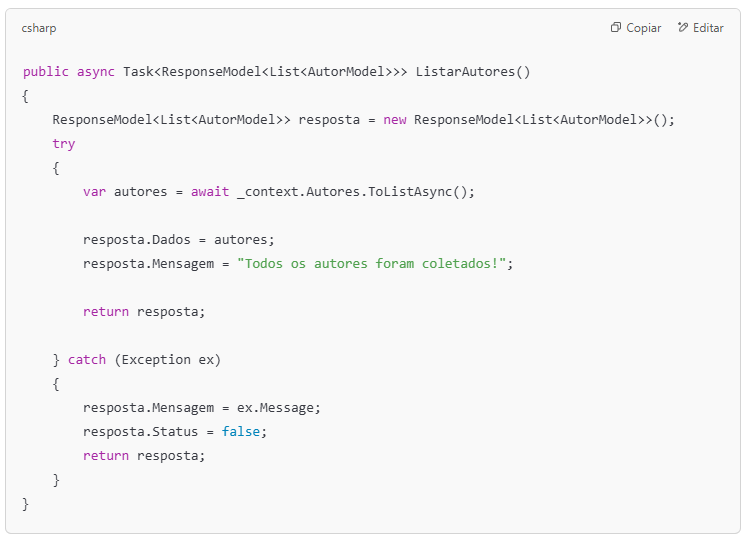 csharp
Copiar
Editar
public async Task<ResponseModel<List<AutorModel>>> ListarAutores()
{
    ResponseModel<List<AutorModel>> resposta = new ResponseModel<List<AutorModel>>();
    try
    {
        var autores = await _context.Autores.ToListAsync();

        resposta.Dados = autores;
        resposta.Mensagem = "Todos os autores foram coletados!";

        return resposta;

    } catch (Exception ex)
    {
        resposta.Mensagem = ex.Message;
        resposta.Status = false;
        return resposta;
    }
}